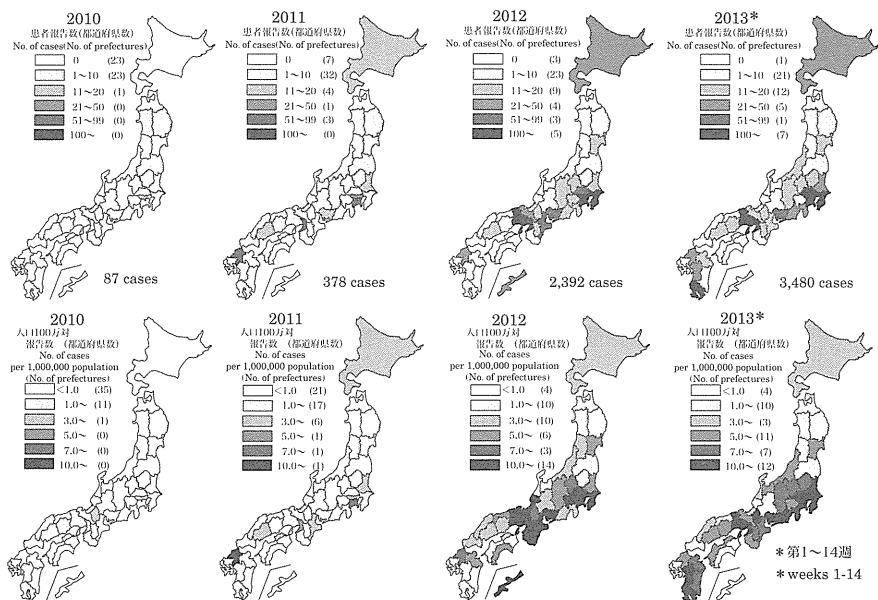 2010
患者報告数(都道府県数)
No. of cases(No. of prefectures)
0 (23)
1~10 (23)
11~20 (1)
21~50 (0)
51~99 (0)
100~ (0)
87 cases
2011
患者報告数(都道府県数)
No. of cases(No. of prefectures)
0 (7)
1~10 (32)
11~20 (4)
21~50 (1)
51~99 (3)
100~ (0)
378 cases
2012
患者報告数(都道府県数)
No. of cases(No. of prefectures)
0 (3)
1~10 (23)
11~20 (9)
21~50 (4)
51~99 (3)
100~ (5)
2,392 cases
2013*
患者報告数(都道府県数)
No. of cases(No. of prefectures)
0 (1)
1~10 (21)
11~20 (12)
21~50 (5)
51~99 (1)
100~ (7)
3,480 cases
2010
人口100万対
報告数 (都道府県数)
No. of cases
per 1,000,000 population
(No. of prefectures)
<1.0 (35)
1.0~ (11)
3.0~ (1)
5.0~ (0)
7.0~ (0)
10.0~ (0)
2011
人口100万対
報告数 (都道府県数)
No. of cases
per 1,000,000 population
(No. of prefectures)
<1.0 (21)
1.0~ (17)
3.0~ (6)
5.0~ (1)
7.0~ (1)
10.0~ (1)
2012
人口100万対
報告数 (都道府県数)
No. of cases
per 1,000,000 population
(No. of prefectures)
<1.0 (4)
1.0~ (10)
3.0~ (10)
5.0~ (6)
7.0~ (3)
10.0~ (14)
2013*
人口100万対
報告数 (都道府県数)
No. of cases
per 1,000,000 population
(No. of prefectures)
<1.0 (4)
1.0~ (10)
3.0~ (3)
5.0~ (11)
7.0~ (7)
10.0~ (12)
*第1~14週
*weeks 1-14